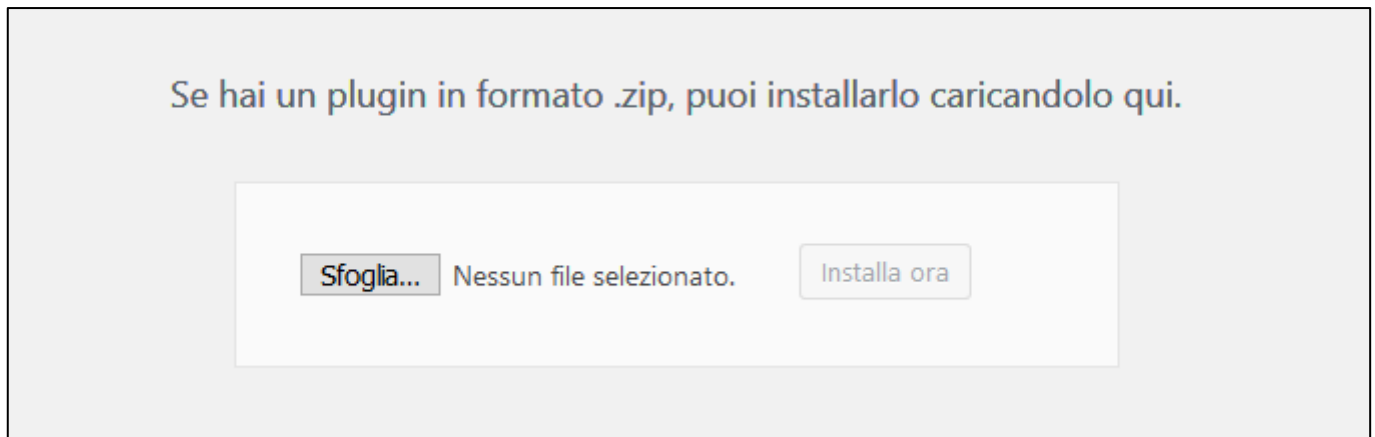 Se hai un plugin in formato .zip, puoi installarlo caricandolo qui.
Sfoglia... Nessun file selezionato. Installa ora